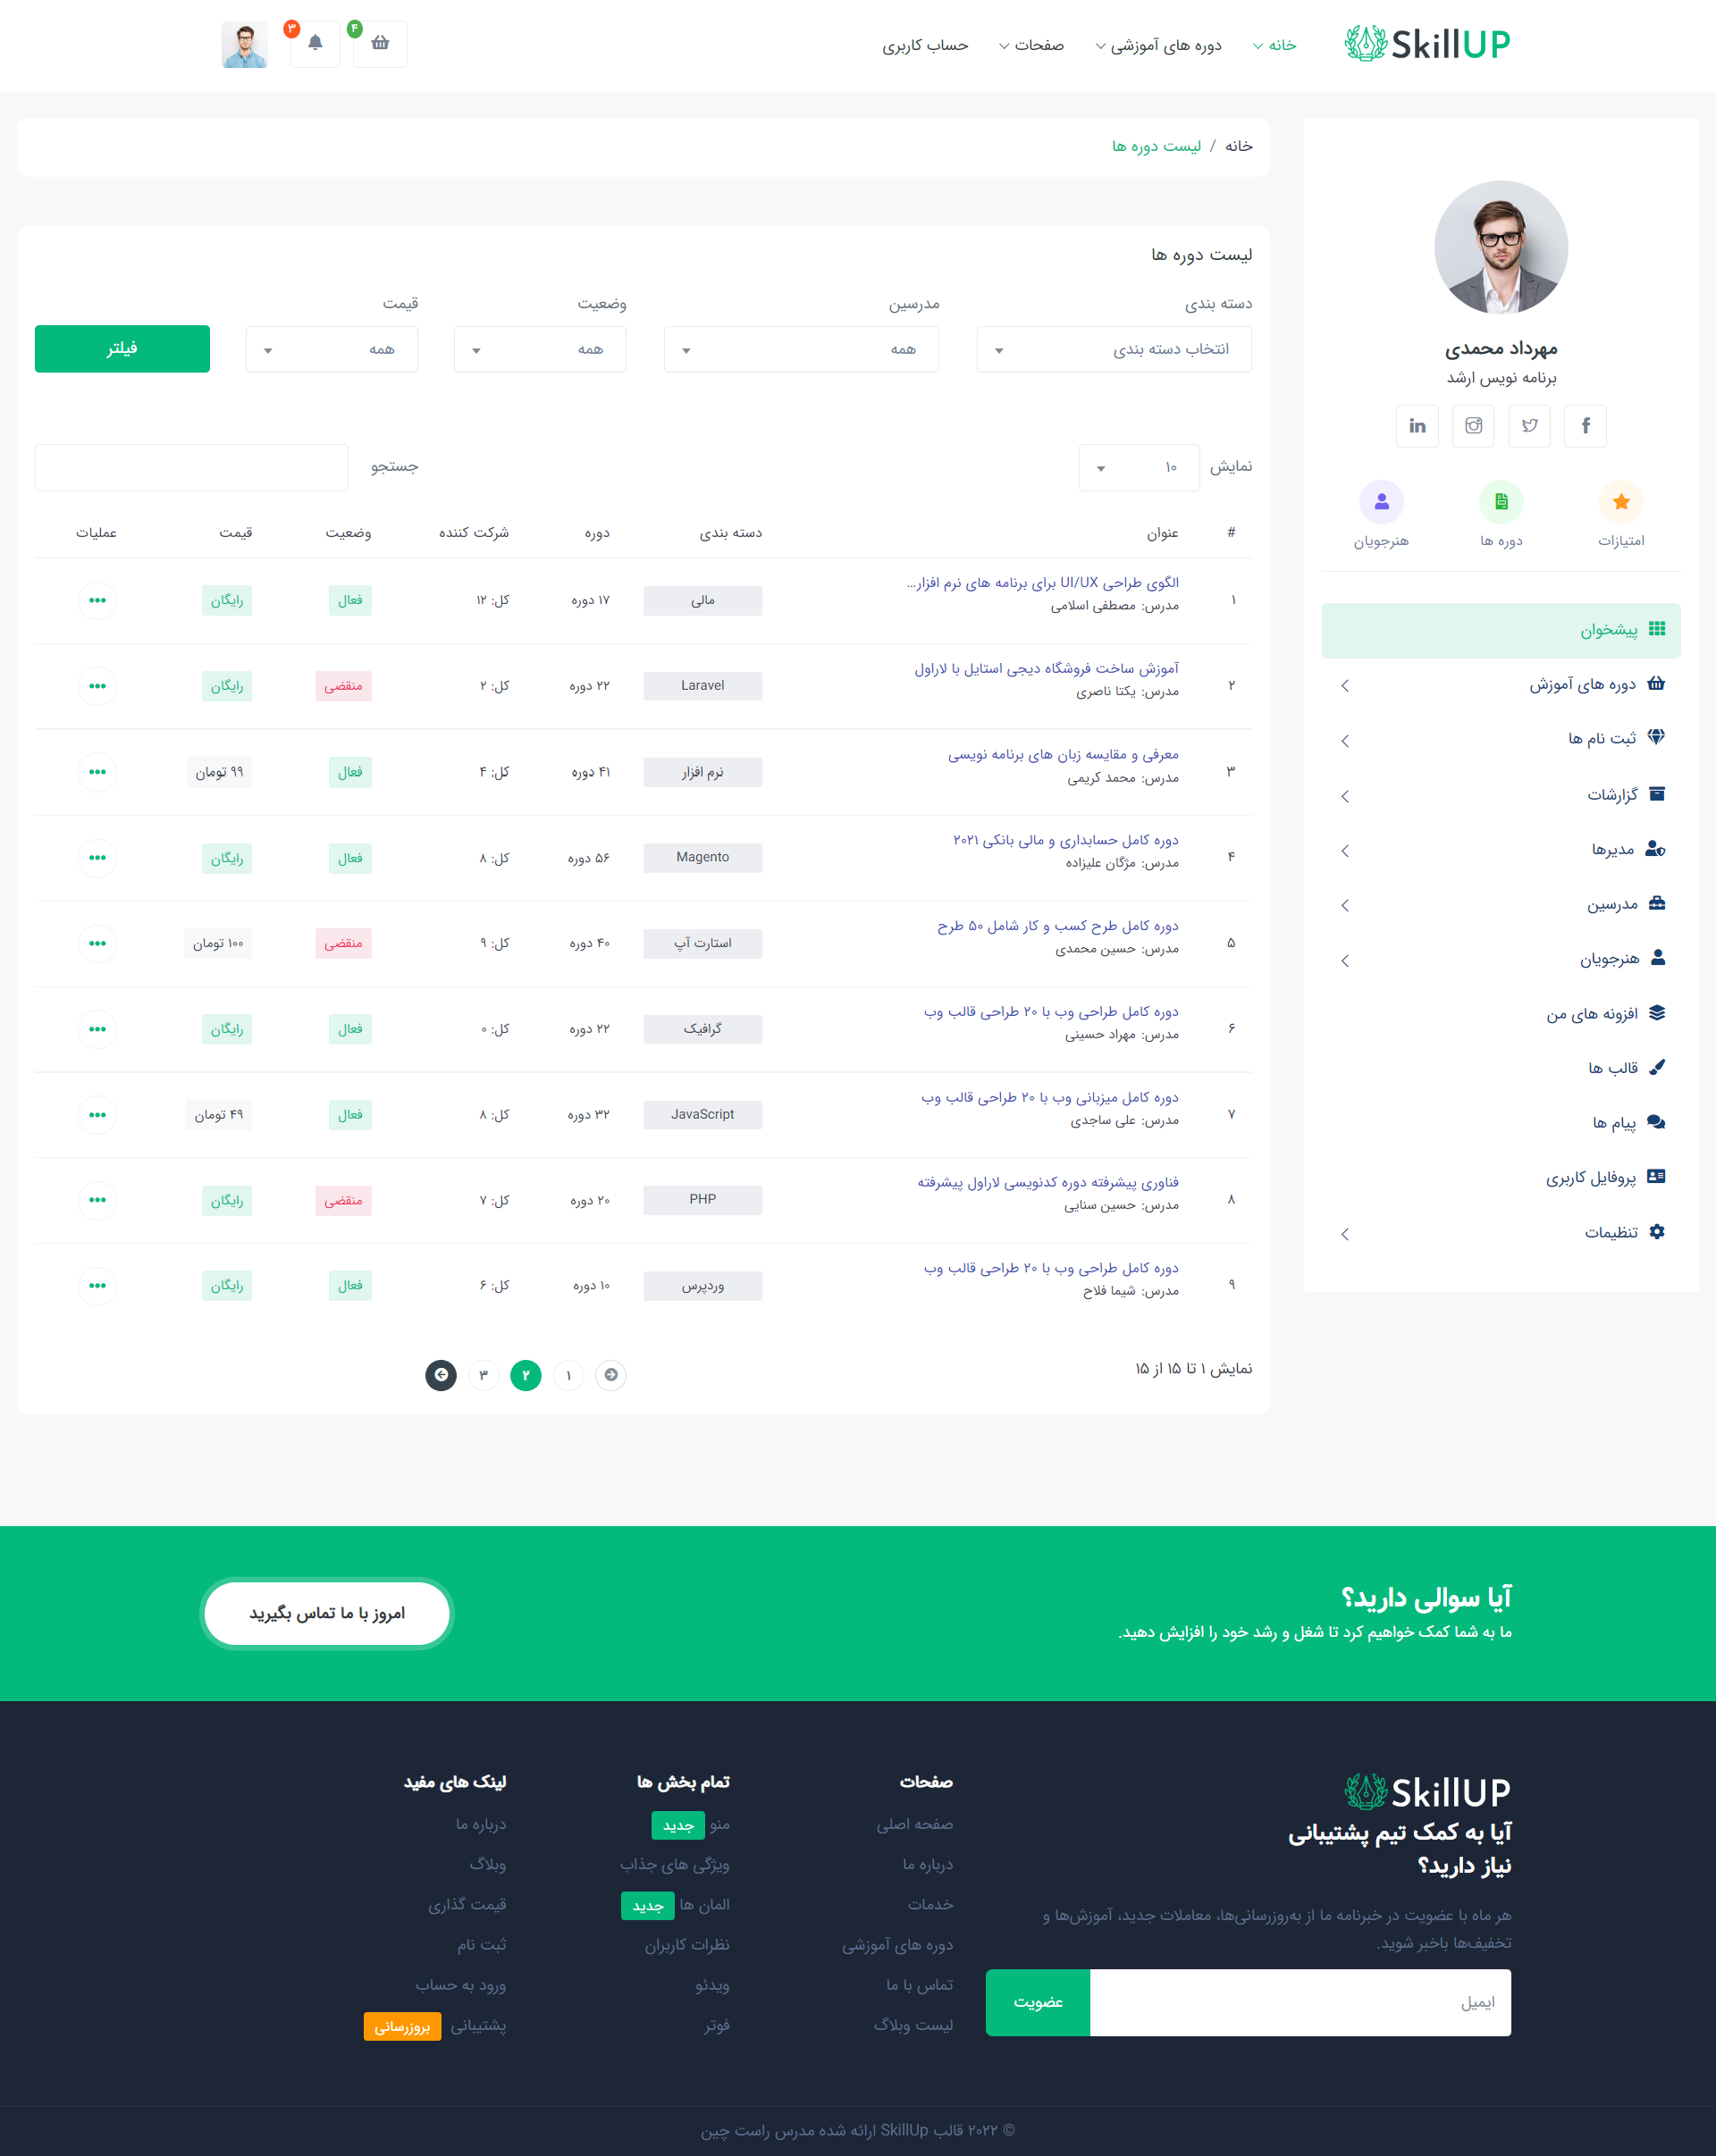 SkillUP
خانه
دوره های آموزشی
صفحات
حساب کاربری
۴
۳
مهرداد محمدی
برنامه نویس ارشد
امتیازات
دوره ها
هنرجویان
پیشخوان
دوره های آموزش
ثبت نام ها
گزارشات
مدیرها
مدرسین
هنرجویان
افزونه های من
قالب ها
پیام ها
پروفایل کاربری
تنظیمات
خانه / لیست دوره ها
لیست دوره ها
دسته بندی
مدرسین
وضعیت
قیمت
انتخاب دسته بندی
همه
همه
همه
فیلتر
نمایش ۱۰
جستجو
# عنوان دسته بندی دوره شرکت کننده وضعیت قیمت عملیات
الگوی طراحی UI/UX برای برنامه های نرم افزار...
۱ مدرس: مصطفی اسلامی مالی ۱۷ دوره کل: ۱۲ فعال رایگان
آموزش ساخت فروشگاه دیجی استایل با لاراول
۲ مدرس: یکتا ناصری Laravel ۲۲ دوره کل: ۲ منقضی رایگان
معرفی و مقایسه زبان های برنامه نویسی
۳ مدرس: محمد کریمی نرم افزار ۴۱ دوره کل: ۴ فعال ۹۹ تومان
دوره کامل حسابداری و مالی بانکی ۲۰۲۱
۴ مدرس: مژگان علیزاده Magento ۵۶ دوره کل: ۸ فعال رایگان
دوره کامل طرح کسب و کار شامل ۵۰ طرح
۵ مدرس: حسین محمدی استارت آپ ۴۰ دوره کل: ۹ منقضی ۱۰۰ تومان
دوره کامل طراحی وب با ۲۰ طراحی قالب وب
۶ مدرس: مهراد حسینی گرافیک ۲۲ دوره کل: ۰ فعال رایگان
دوره کامل میزبانی وب با ۲۰ طراحی قالب وب
۷ مدرس: علی ساجدی JavaScript ۳۲ دوره کل: ۸ فعال ۴۹ تومان
فناوری پیشرفته دوره کدنویسی لاراول پیشرفته
۸ مدرس: حسین سنایی PHP ۲۰ دوره کل: ۷ منقضی رایگان
دوره کامل طراحی وب با ۲۰ طراحی قالب وب
۹ مدرس: شیما فلاح وردپرس ۱۰ دوره کل: ۶ فعال رایگان
نمایش ۱ تا ۱۵ از ۱۵
۱ ۲ ۳
آیا سوالی دارید؟
ما به شما کمک خواهیم کرد تا شغل و رشد خود را افزایش دهید.
امروز با ما تماس بگیرید
SkillUP
آیا به کمک تیم پشتیبانی
نیاز دارید؟
هر ماه با عضویت در خبرنامه ما از به‌روزرسانی‌ها، معاملات جدید، آموزش‌ها و
تخفیف‌ها باخبر شوید.
ایمیل
عضویت
صفحات
صفحه اصلی
درباره ما
خدمات
دوره های آموزشی
تماس با ما
لیست وبلاگ
تمام بخش ها
منو جدید
ویژگی های جذاب
المان ها جدید
نظرات کاربران
ویدئو
فوتر
لینک های مفید
درباره ما
وبلاگ
قیمت گذاری
ثبت نام
ورود به حساب
پشتیبانی بروزرسانی
© ۲۰۲۲ قالب SkillUp ارائه شده مدرس راست چین